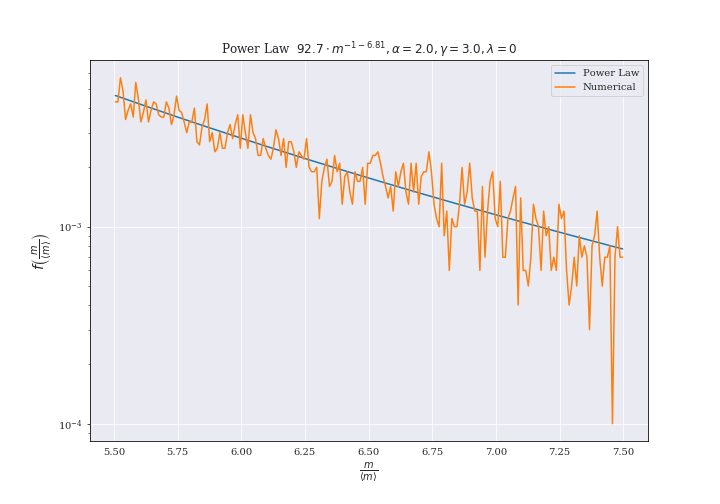 Power Law 92.7 · m^{-1-6.81}, α = 2.0, γ = 3.0, λ = 0
Power Law
Numerical
f(m/⟨m⟩)
10^{-3}
10^{-4}
5.50 5.75 6.00 6.25 6.50 6.75 7.00 7.25 7.50
m/⟨m⟩